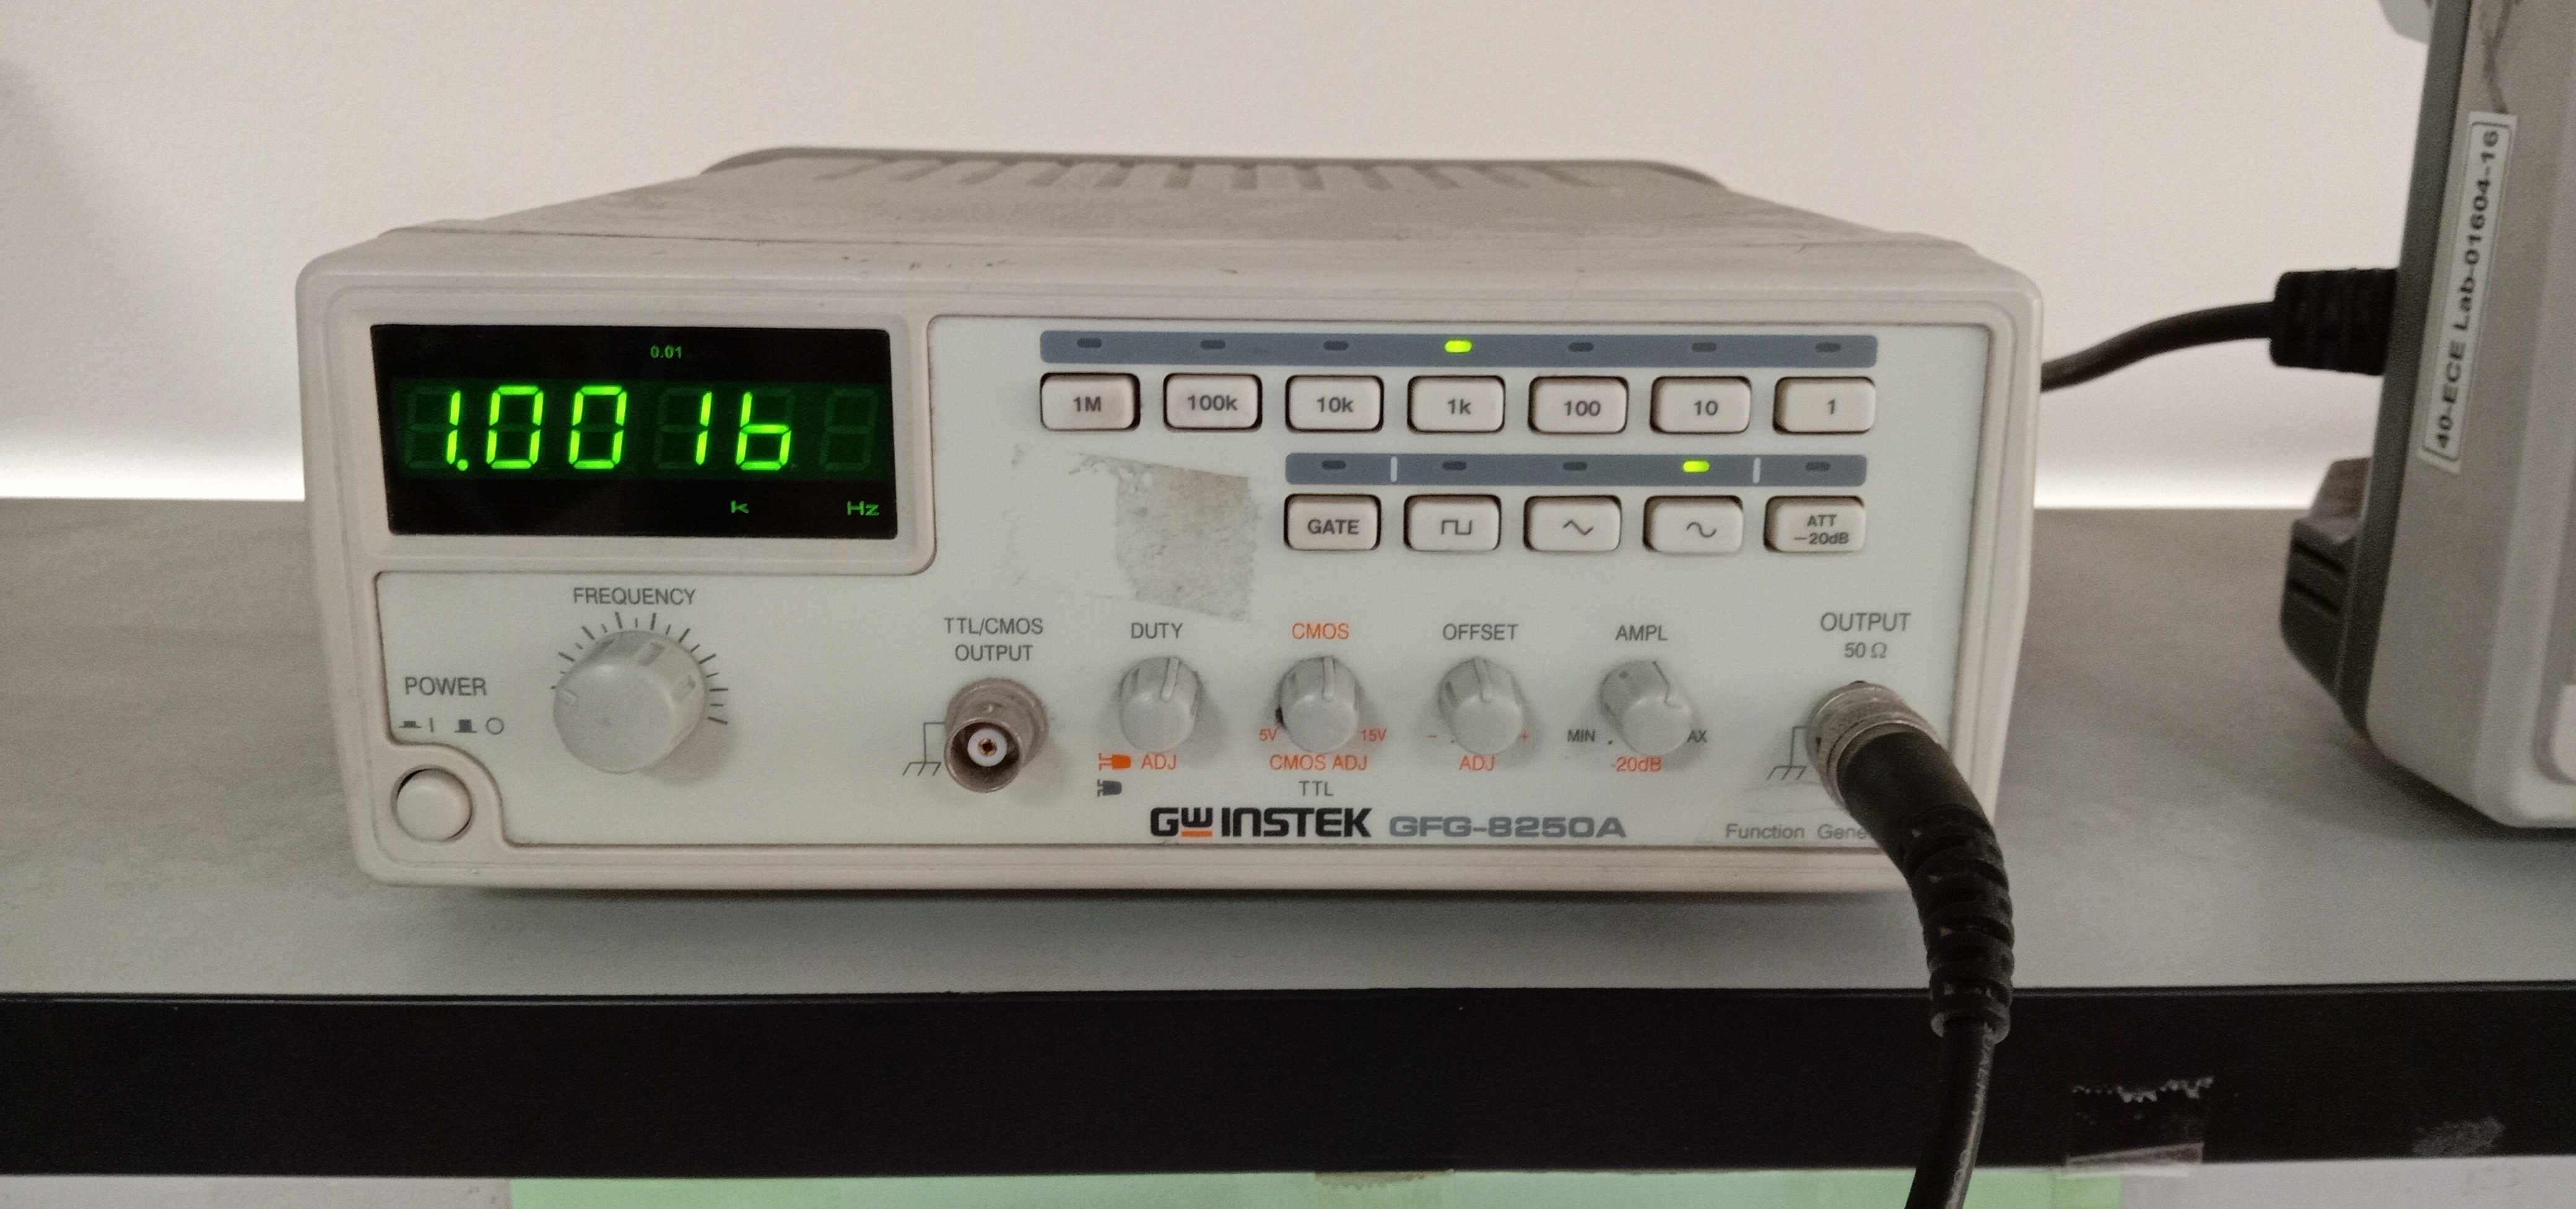 0.01
1.0016
k Hz
1M 100k 10k 1k 100 10 1
GATE ATT
−20dB
FREQUENCY
POWER
TTL/CMOS
OUTPUT
DUTY
ADJ
CMOS
5V 15V
CMOS ADJ
TTL
OFFSET
- +
ADJ
AMPL
MIN AX
-20dB
OUTPUT
50 Ω
GW INSTEK GFG-8250A
Function Gene
40-ECE Lab-01604-16